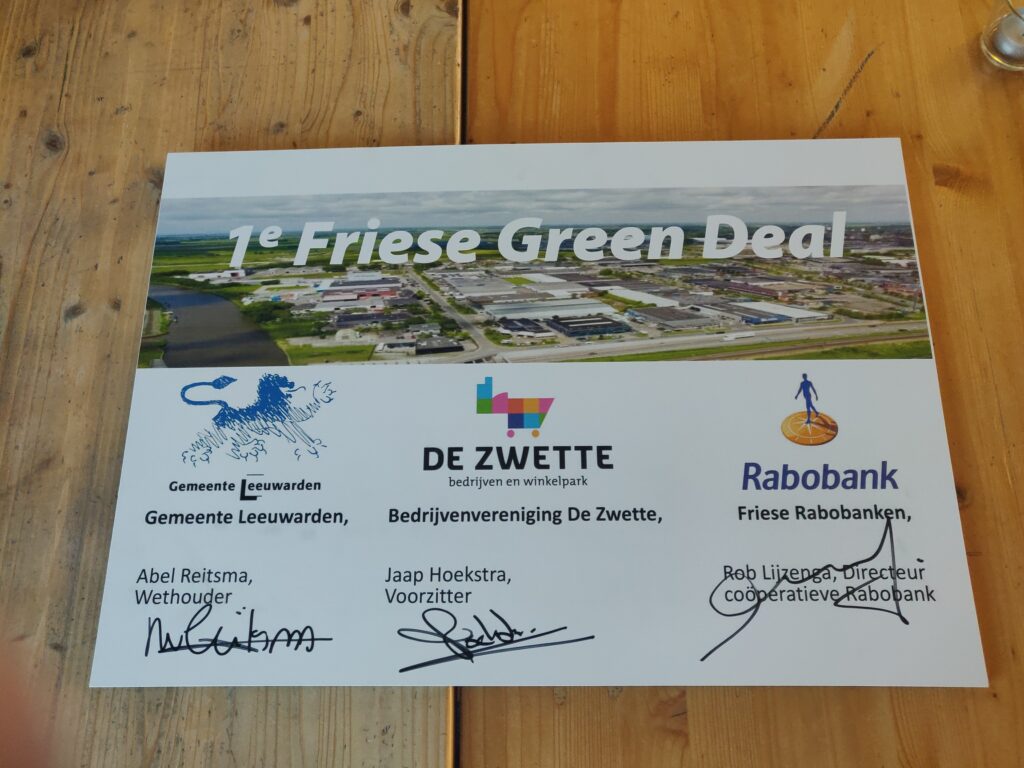 1e Friese Green Deal
Gemeente Leeuwarden
DE ZWETTE
bedrijven en winkelpark
Rabobank
Gemeente Leeuwarden,
Bedrijvenvereniging De Zwette,
Friese Rabobanken,
Abel Reitsma,
Wethouder
Jaap Hoekstra,
Voorzitter
Rob Lijzenga, Directeur
coöperatieve Rabobank